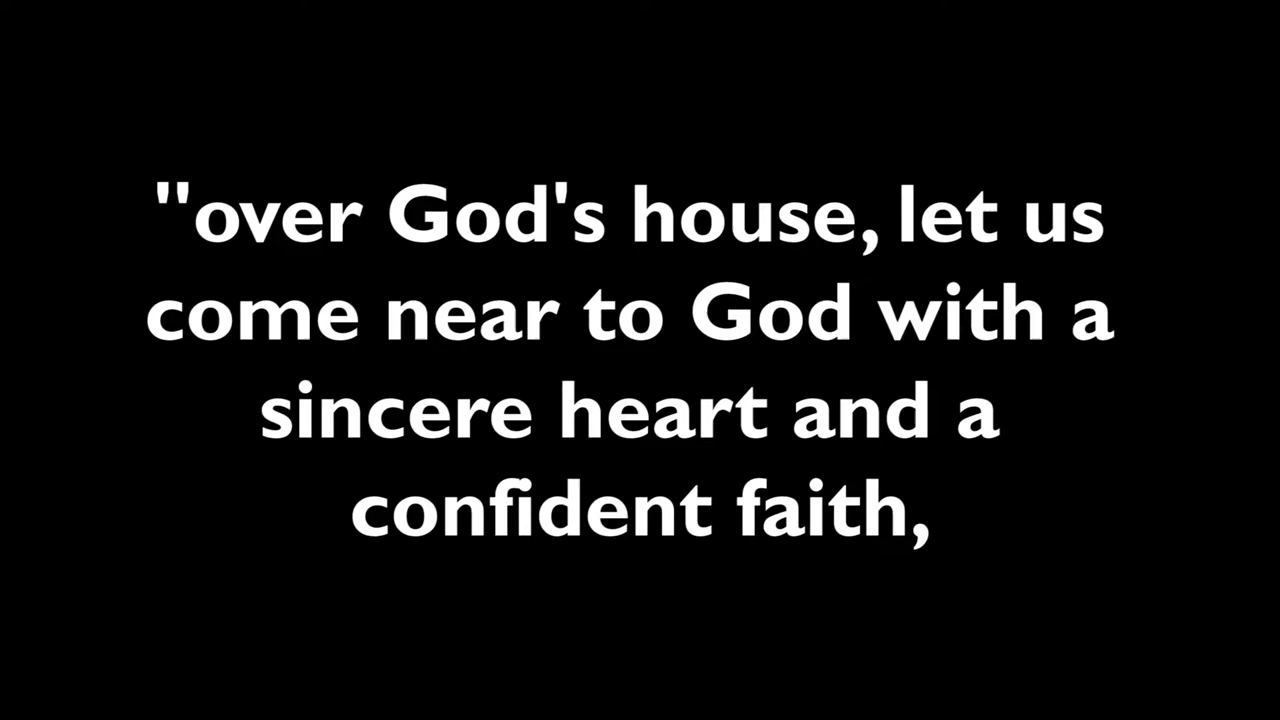 "over God's house, let us
come near to God with a
sincere heart and a
confident faith,